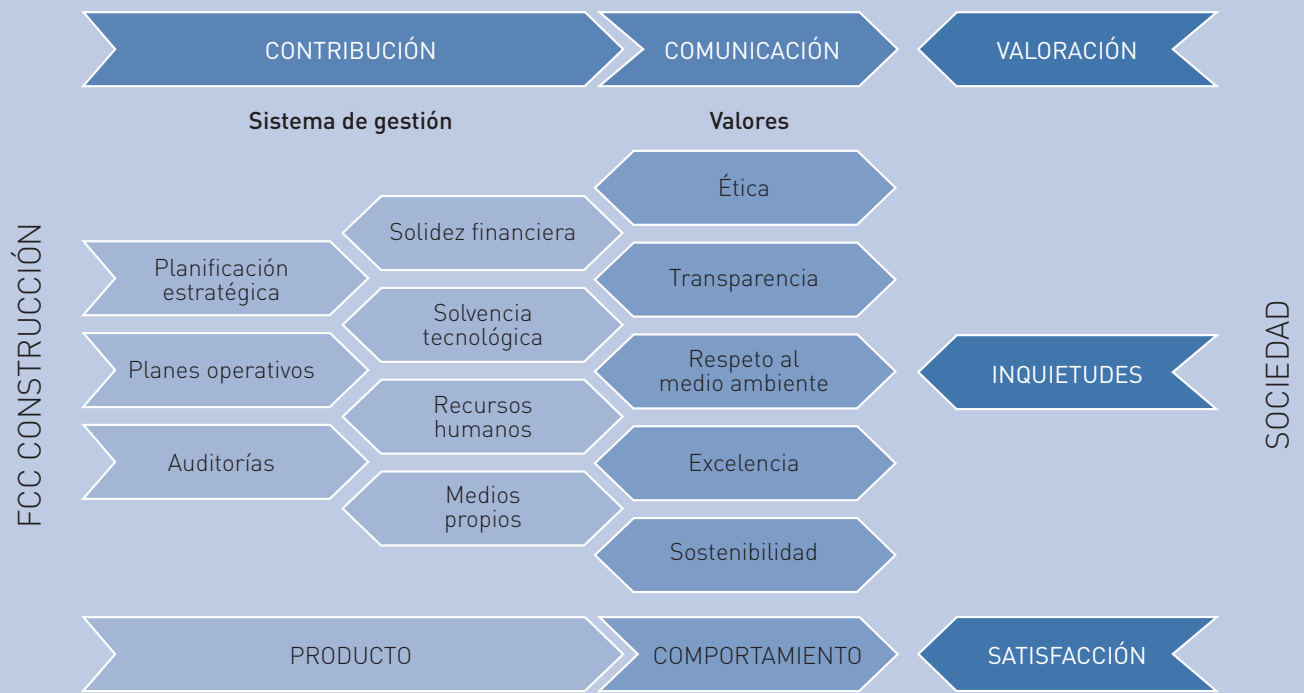 CONTRIBUCIÓN
COMUNICACIÓN
VALORACIÓN
Sistema de gestión
Valores
FCC CONSTRUCCIÓN
Planificación
estratégica
Planes operativos
Auditorías
Solidez financiera
Solvencia
tecnológica
Recursos
humanos
Medios
propios
Ética
Transparencia
Respeto al
medio ambiente
Excelencia
Sostenibilidad
INQUIETUDES
SOCIEDAD
PRODUCTO
COMPORTAMIENTO
SATISFACCIÓN